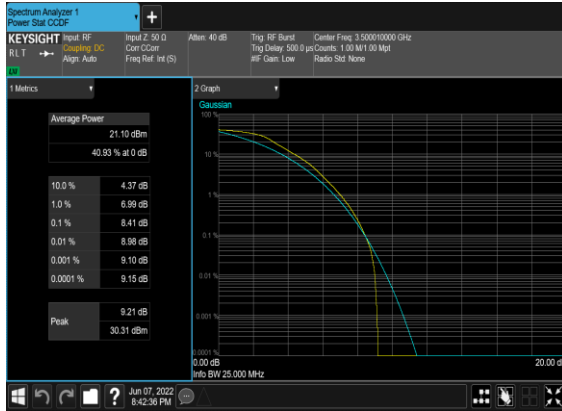 Spectrum Analyzer 1
Power Stat CCDF
+
KEYSIGHT
RLT
LU
Input: RF
Coupling: DC
Align: Auto
Input Z: 50 Ω
Corr CCorr
Freq Ref: Int (S)
Atten: 40 dB
Trig: RF Burst
Trig Delay: 500.0 µs
#IF Gain: Low
Center Freq: 3.500010000 GHz
Counts: 1.00 M/1.00 Mpt
Radio Std: None
1 Metrics
Average Power
21.10 dBm
40.93 % at 0 dB
10.0 % 4.37 dB
1.0 % 6.99 dB
0.1 % 8.41 dB
0.01 % 8.98 dB
0.001 % 9.10 dB
0.0001 % 9.15 dB
Peak
9.21 dB
30.31 dBm
2 Graph
Gaussian
100 %
10 %
1 %
0.1 %
0.01 %
0.001 %
0.0001 %
0.00 dB
20.00 d
Info BW 25.000 MHz
?
Jun 07, 2022
8:42:36 PM